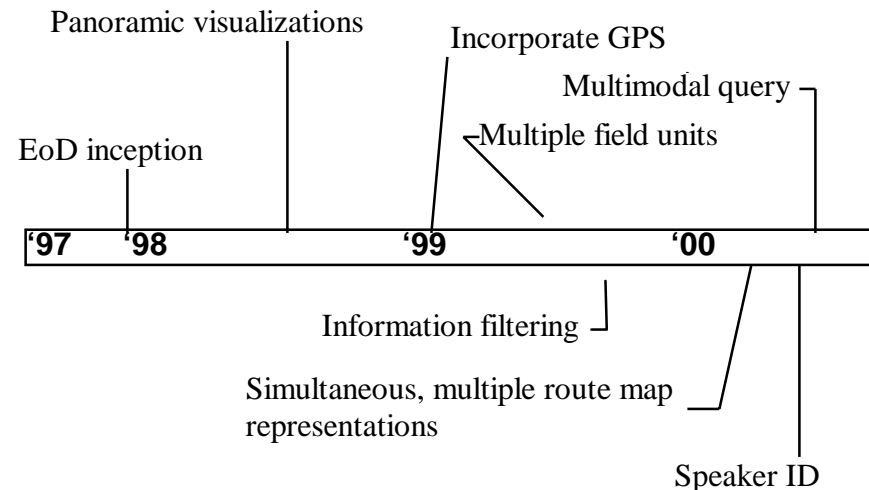 Panoramic visualizations
Incorporate GPS
Multimodal query
Multiple field units
EoD inception
‘97 ‘98 ‘99 ‘00
Information filtering
Simultaneous, multiple route map
representations
Speaker ID